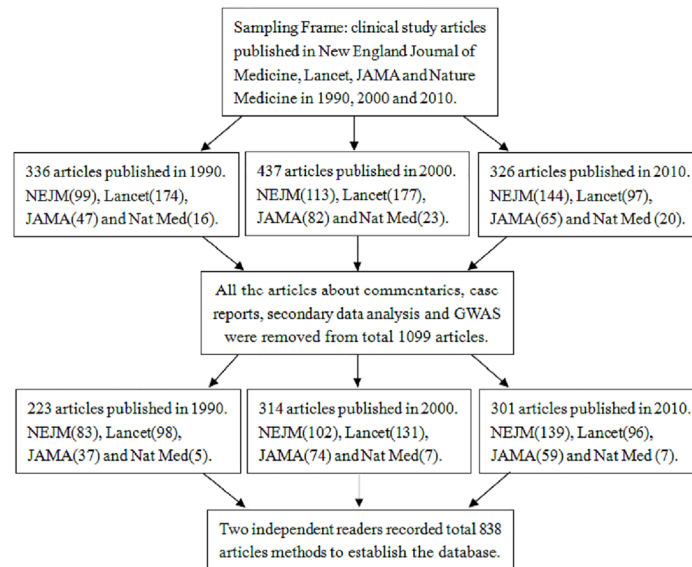 Sampling Frame: clinical study articles
published in New England Journal of
Medicine, Lancet, JAMA and Nature
Medicine in 1990, 2000 and 2010.
336 articles published in 1990.
NEJM(99), Lancet(174),
JAMA(47) and Nat Med(16).
437 articles published in 2000.
NEJM(113), Lancet(177),
JAMA(82) and Nat Med(23).
326 articles published in 2010.
NEJM(144), Lancet(97),
JAMA(65) and Nat Med (20).
All the articles about commentaries, case
reports, secondary data analysis and GWAS
were removed from total 1099 articles.
223 articles published in 1990.
NEJM(83), Lancet(98),
JAMA(37) and Nat Med(5).
314 articles published in 2000.
NEJM(102), Lancet(131),
JAMA(74) and Nat Med(7).
301 articles published in 2010.
NEJM(139), Lancet(96),
JAMA(59) and Nat Med (7).
Two independent readers recorded total 838
articles methods to establish the database.